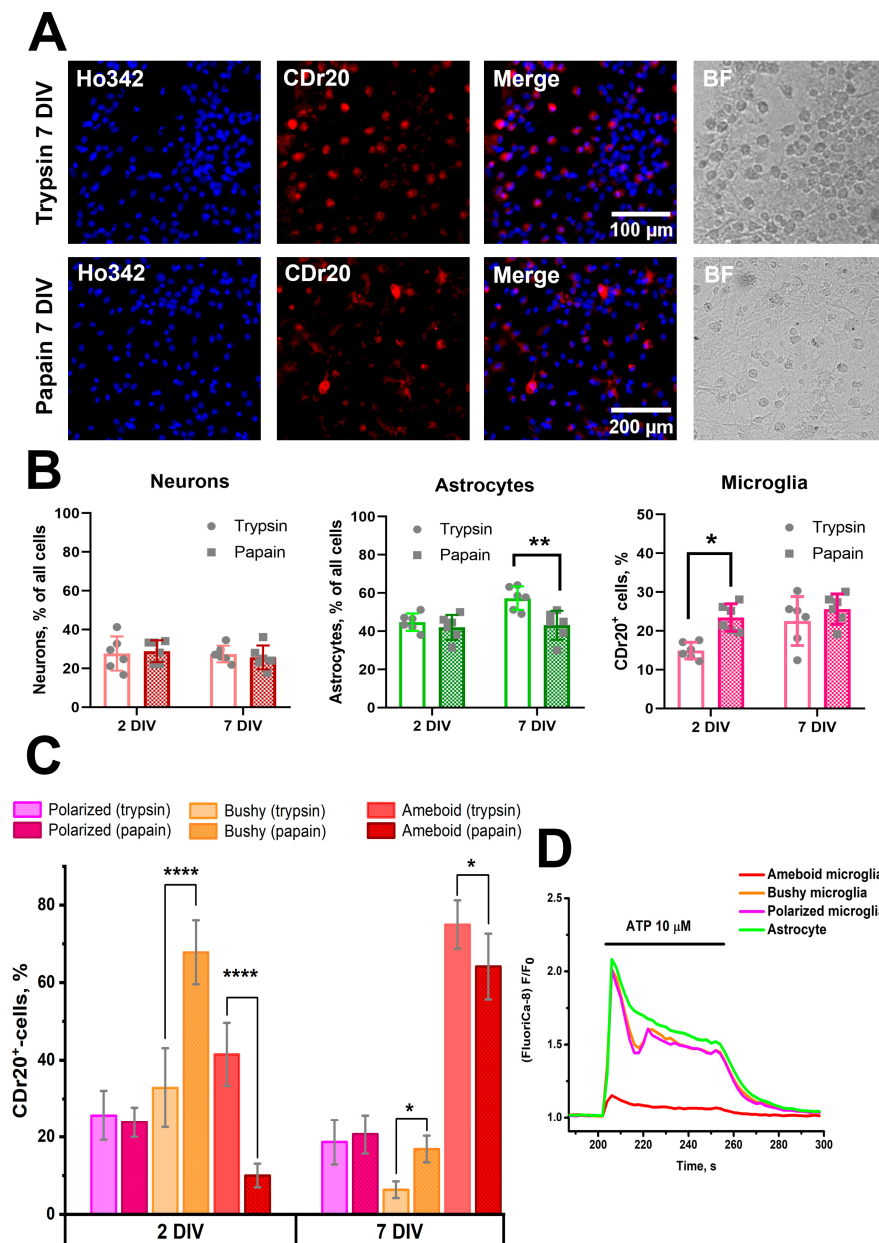 A
Trypsin 7 DIV
Ho342
CDr20
Merge
BF
100 µm
Papain 7 DIV
Ho342
CDr20
Merge
BF
200 µm
B
Neurons
Neurons, % of all cells
100
80
60
40
20
0
Trypsin
Papain
2 DIV
7 DIV
Astrocytes
Astrocytes, % of all cells
100
80
60
40
20
0
Trypsin
Papain
**
2 DIV
7 DIV
Microglia
CDr20+ cells, %
50
40
30
20
10
0
Trypsin
Papain
*
2 DIV
7 DIV
C
Polarized (trypsin)
Polarized (papain)
Bushy (trypsin)
Bushy (papain)
Ameboid (trypsin)
Ameboid (papain)
CDr20+-cells, %
80
60
40
20
0
****
****
*
*
2 DIV
7 DIV
D
Ameboid microglia
Bushy microglia
Polarized microglia
Astrocyte
ATP 10 µM
(FluoriCa-8) F/F0
2.5
2.0
1.5
1.0
200
220
240
260
280
300
Time, s